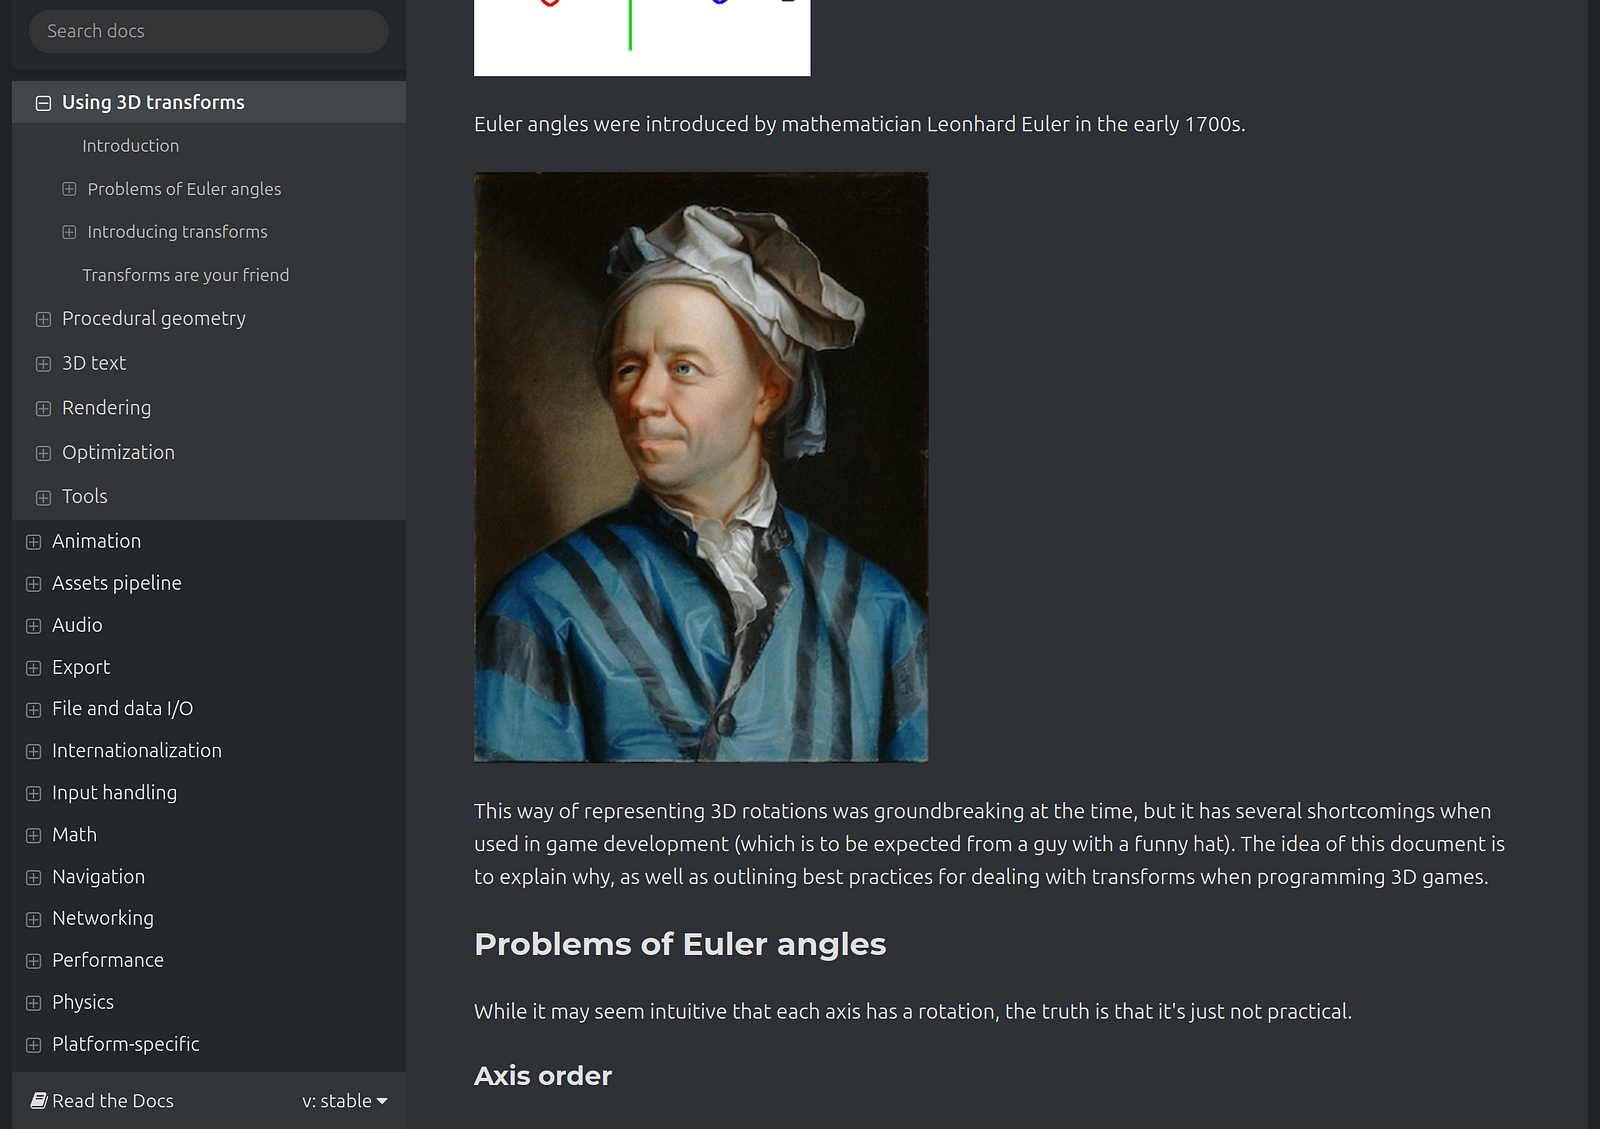 Search docs
Using 3D transforms
Introduction
Problems of Euler angles
Introducing transforms
Transforms are your friend
Procedural geometry
3D text
Rendering
Optimization
Tools
Animation
Assets pipeline
Audio
Export
File and data I/O
Internationalization
Input handling
Math
Navigation
Networking
Performance
Physics
Platform-specific
Read the Docs
v: stable
Euler angles were introduced by mathematician Leonhard Euler in the early 1700s.
This way of representing 3D rotations was groundbreaking at the time, but it has several shortcomings when
used in game development (which is to be expected from a guy with a funny hat). The idea of this document is
to explain why, as well as outlining best practices for dealing with transforms when programming 3D games.
Problems of Euler angles
While it may seem intuitive that each axis has a rotation, the truth is that it's just not practical.
Axis order